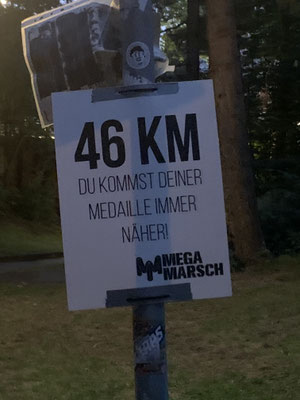 46 KM
DU KOMMST DEINER
MEDAILLE IMMER
NÄHER!
MEGA
MARSCH